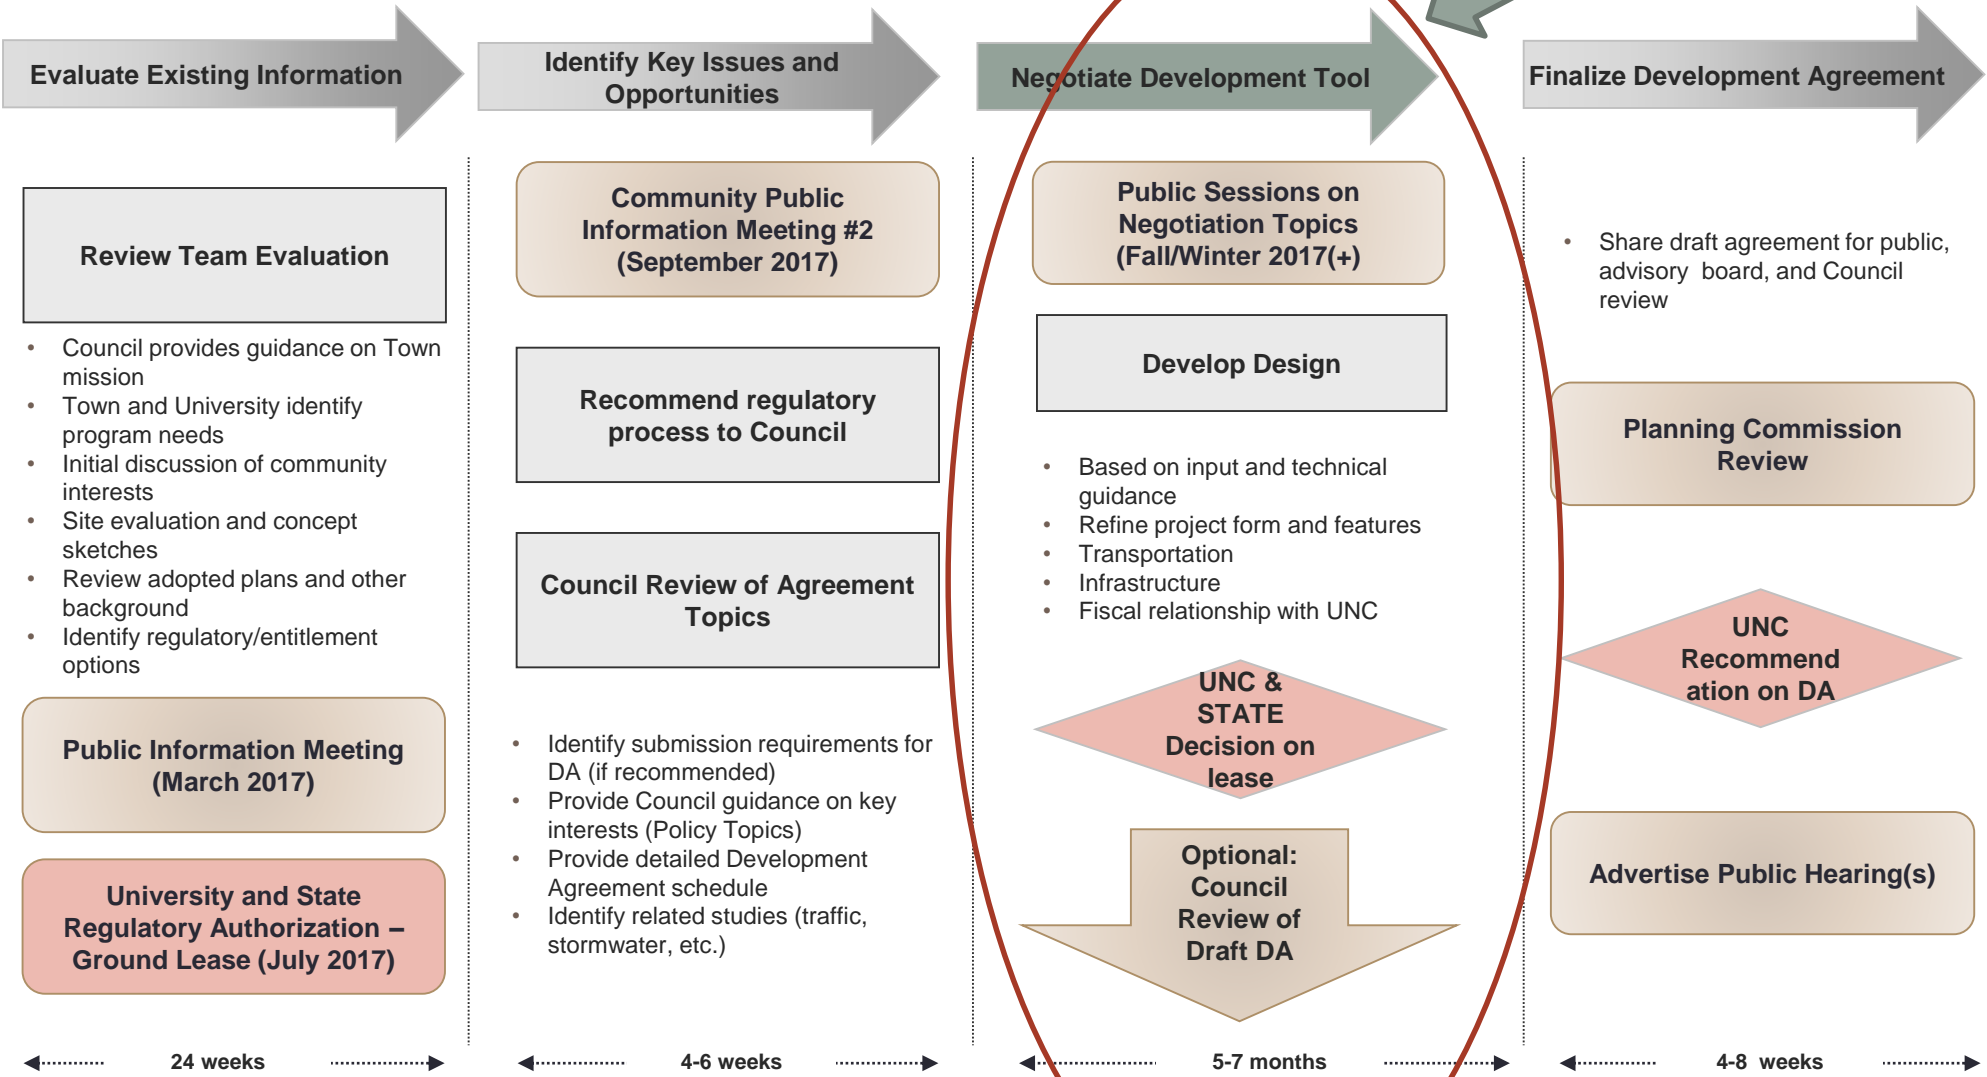 Evaluate Existing Information
Identify Key Issues and
Opportunities
Negotiate Development Tool
Finalize Development Agreement
Review Team Evaluation
• Council provides guidance on Town
mission
• Town and University identify
program needs
• Initial discussion of community
interests
• Site evaluation and concept
sketches
• Review adopted plans and other
background
• Identify regulatory/entitlement
options
Public Information Meeting
(March 2017)
University and State
Regulatory Authorization –
Ground Lease (July 2017)
24 weeks
Community Public
Information Meeting #2
(September 2017)
Recommend regulatory
process to Council
Council Review of Agreement
Topics
• Identify submission requirements for
DA (if recommended)
• Provide Council guidance on key
interests (Policy Topics)
• Provide detailed Development
Agreement schedule
• Identify related studies (traffic,
stormwater, etc.)
4-6 weeks
Public Sessions on
Negotiation Topics
(Fall/Winter 2017(+)
Develop Design
• Based on input and technical
guidance
• Refine project form and features
• Transportation
• Infrastructure
• Fiscal relationship with UNC
UNC &
STATE
Decision on
lease
Optional:
Council
Review of
Draft DA
5-7 months
• Share draft agreement for public,
advisory board, and Council
review
Planning Commission
Review
UNC
Recommend
ation on DA
Advertise Public Hearing(s)
4-8 weeks